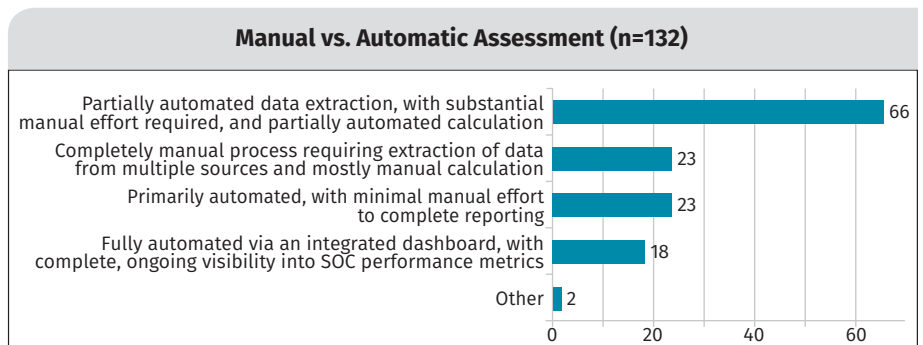 Manual vs. Automatic Assessment (n=132)
Partially automated data extraction, with substantial
manual effort required, and partially automated calculation
66
Completely manual process requiring extraction of data
from multiple sources and mostly manual calculation
23
Primarily automated, with minimal manual effort
to complete reporting
23
Fully automated via an integrated dashboard, with
complete, ongoing visibility into SOC performance metrics
18
Other
2
0 20 40 60